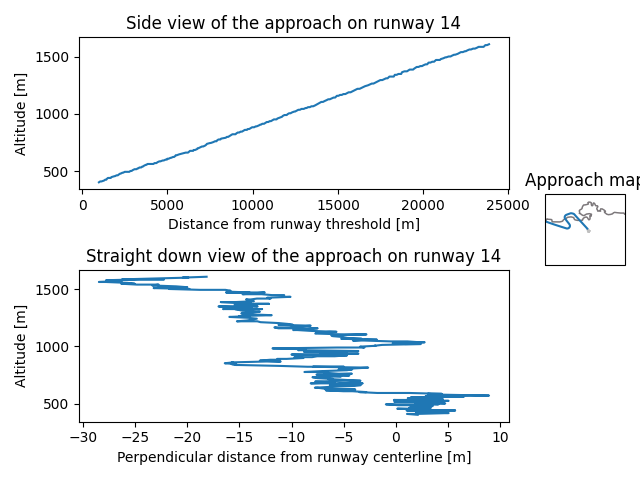 Side view of the approach on runway 14
1500
1000
500
Altitude [m]
0 5000 10000 15000 20000 25000
Distance from runway threshold [m]
Approach map
Straight down view of the approach on runway 14
1500
1000
500
Altitude [m]
−30 −25 −20 −15 −10 −5 0 5 10
Perpendicular distance from runway centerline [m]